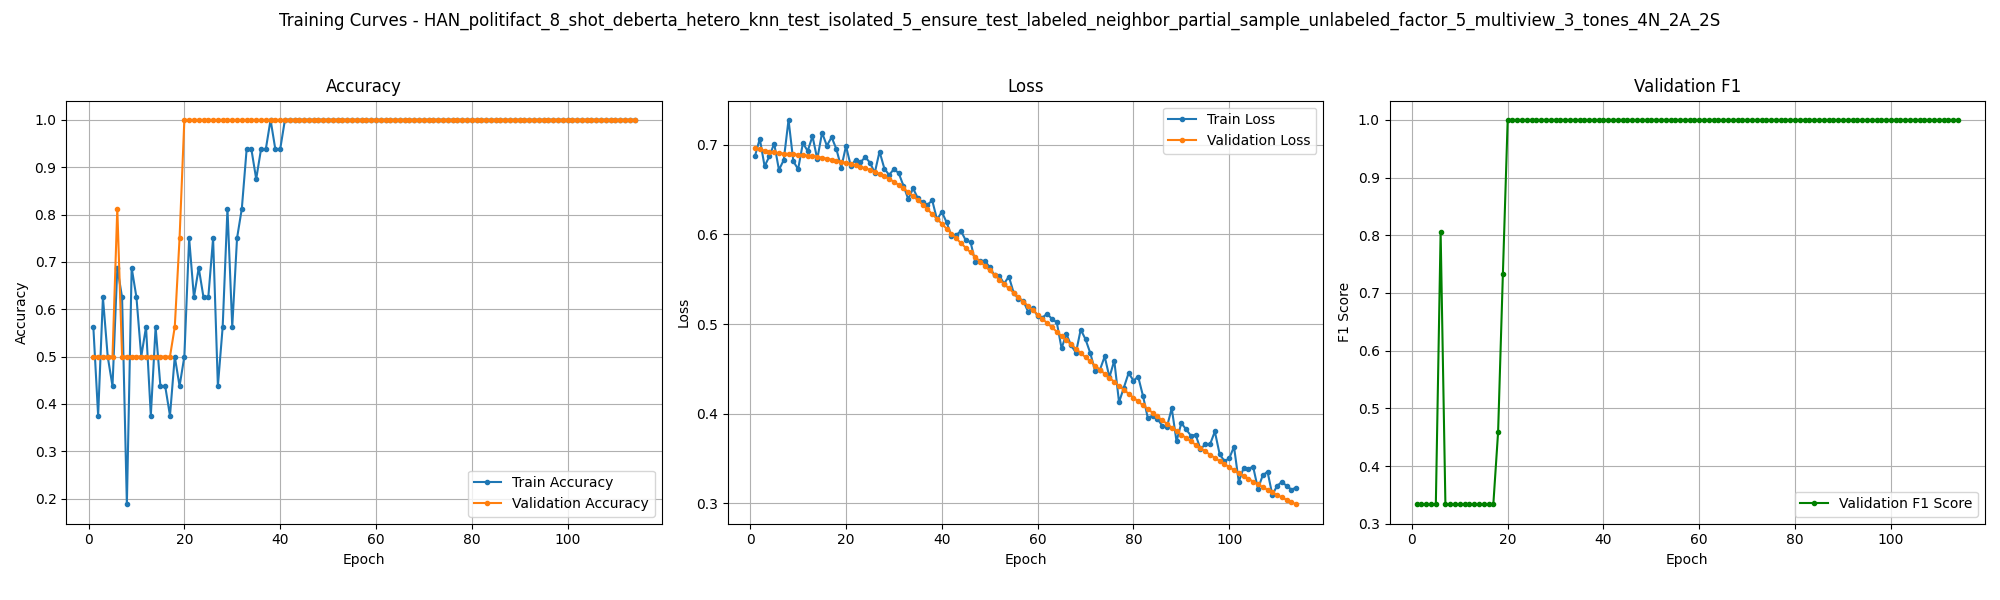 Training Curves - HAN_politifact_8_shot_deberta_hetero_knn_test_isolated_5_ensure_test_labeled_neighbor_partial_sample_unlabeled_factor_5_multiview_3_tones_4N_2A_2S
Accuracy
1.0
0.9
0.8
0.7
0.6
0.5
0.4
0.3
0.2
Accuracy
Train Accuracy
Validation Accuracy
0 20 40 60 80 100
Epoch
Loss
0.7
0.6
0.5
0.4
0.3
Loss
Train Loss
Validation Loss
0 20 40 60 80 100
Epoch
Validation F1
1.0
0.9
0.8
0.7
0.6
0.5
0.4
0.3
F1 Score
Validation F1 Score
0 20 40 60 80 100
Epoch